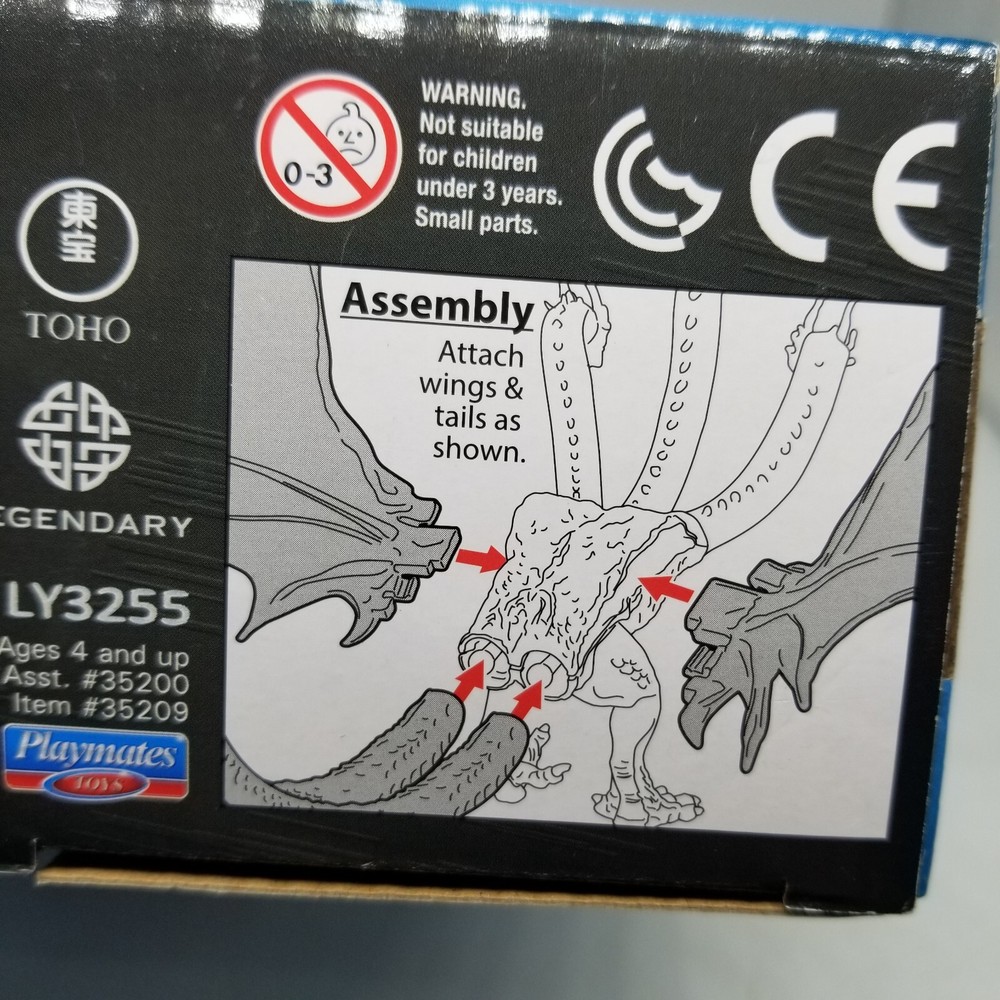 WARNING.
Not suitable
for children
under 3 years.
Small parts.
0-3
CE
東
宝
TOHO
EGENDARY
LY3255
Ages 4 and up
Asst. #35200
Item #35209
Playmates
TOYS
Assembly
Attach
wings &
tails as
shown.